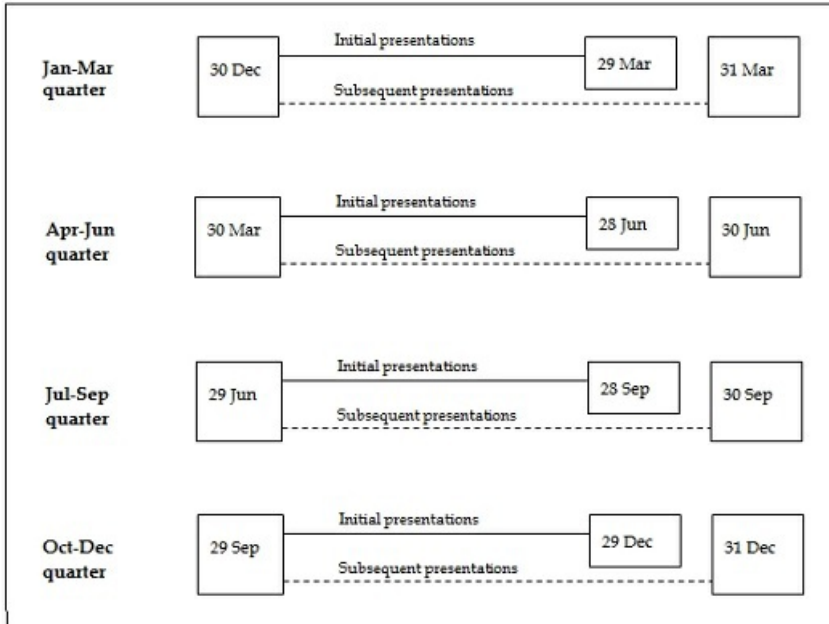 Initial presentations
Jan-Mar
quarter
30 Dec
29 Mar
31 Mar
Subsequent presentations
Initial presentations
Apr-Jun
quarter
30 Mar
28 Jun
30 Jun
Subsequent presentations
Initial presentations
Jul-Sep
quarter
29 Jun
28 Sep
30 Sep
Subsequent presentations
Initial presentations
Oct-Dec
quarter
29 Sep
29 Dec
31 Dec
Subsequent presentations